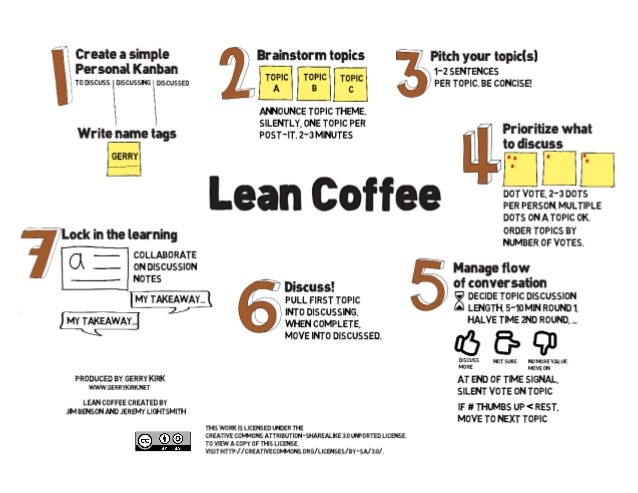 1
Create a simple
Personal Kanban
TO DISCUSS DISCUSSING DISCUSSED
Write name tags
GERRY
2
Brainstorm topics
TOPIC A
TOPIC B
TOPIC C
ANNOUNCE TOPIC THEME.
SILENTLY, ONE TOPIC PER
POST-IT. 2-3 MINUTES
3
Pitch your topic(s)
1-2 SENTENCES
PER TOPIC. BE CONCISE!
4
Prioritize what
to discuss
DOT VOTE, 2-3 DOTS
PER PERSON. MULTIPLE
DOTS ON A TOPIC OK.
ORDER TOPICS BY
NUMBER OF VOTES.
Lean Coffee
5
Manage flow
of conversation
DECIDE TOPIC DISCUSSION
LENGTH, 5-10 MIN ROUND 1,
HALVE TIME 2ND ROUND, ...
DISCUSS
MORE
NOT SURE
NO MORE VALUE,
MOVE ON
AT END OF TIME SIGNAL,
SILENT VOTE ON TOPIC
IF # THUMBS UP < REST,
MOVE TO NEXT TOPIC
6
Discuss!
PULL FIRST TOPIC
INTO DISCUSSING.
WHEN COMPLETE,
MOVE INTO DISCUSSED.
7
Lock in the learning
a
COLLABORATE
ON DISCUSSION
NOTES
MY TAKEAWAY...
MY TAKEAWAY...
PRODUCED BY GERRY KIRK
WWW.GERRYKIRK.NET
LEAN COFFEE CREATED BY
JIM BENSON AND JEREMY LIGHTSMITH
cc
BY SA
THIS WORK IS LICENSED UNDER THE
CREATIVE COMMONS ATTRIBUTION-SHAREALIKE 3.0 UNPORTED LICENSE.
TO VIEW A COPY OF THIS LICENSE,
VISIT HTTP://CREATIVECOMMONS.ORG/LICENSES/BY-SA/3.0/.